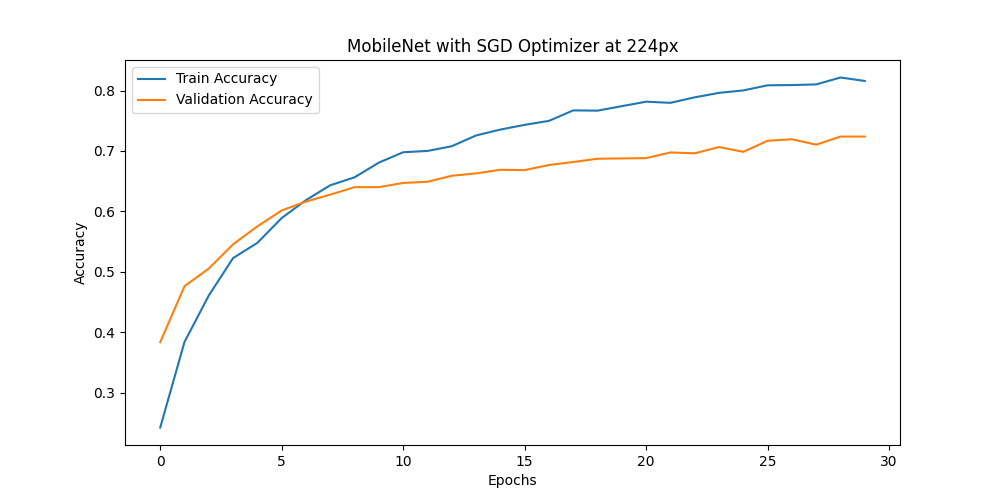 MobileNet with SGD Optimizer at 224px
Train Accuracy
Validation Accuracy
0.8
0.7
0.6
0.5
0.4
0.3
Accuracy
0 5 10 15 20 25 30
Epochs